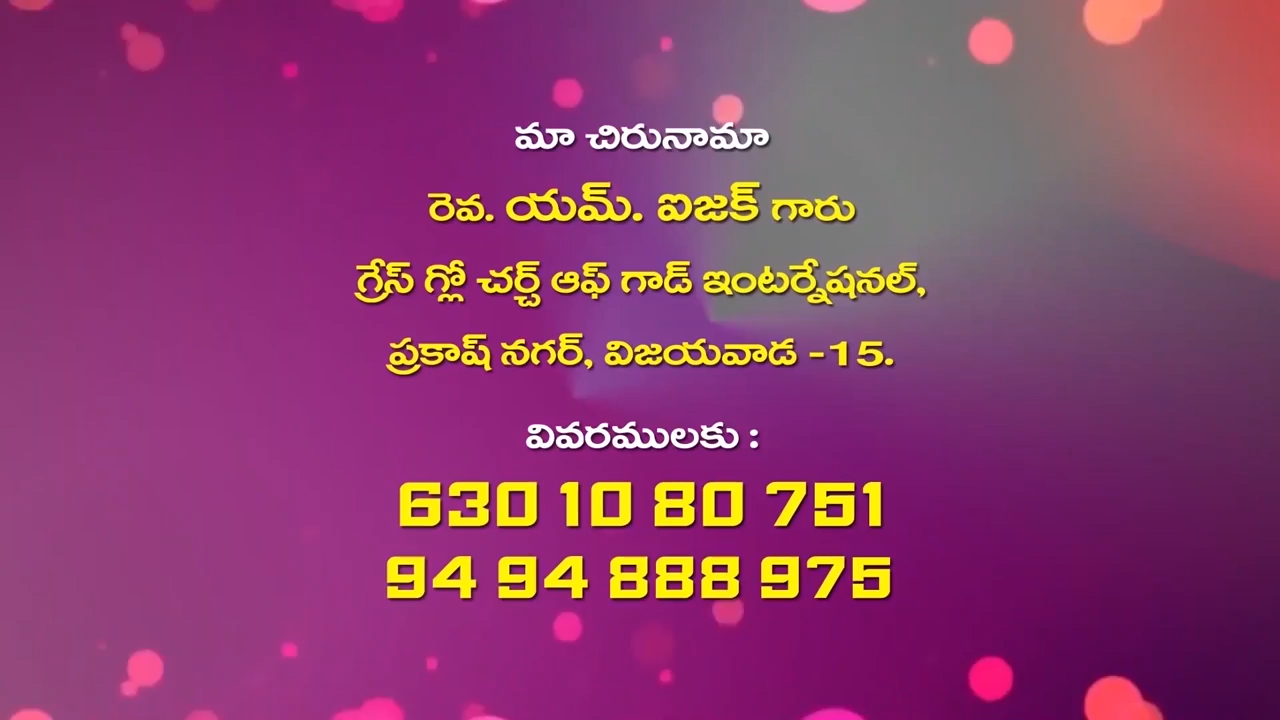 మా చిరునామా
రెవ. యమ్. ఐజక్ గారు
గ్రేస్ గ్లో చర్చ్ ఆఫ్ గాడ్ ఇంటర్నేషనల్,
ప్రకాష్ నగర్, విజయవాడ -15.
వివరములకు :
630 10 80 751
94 94 888 975